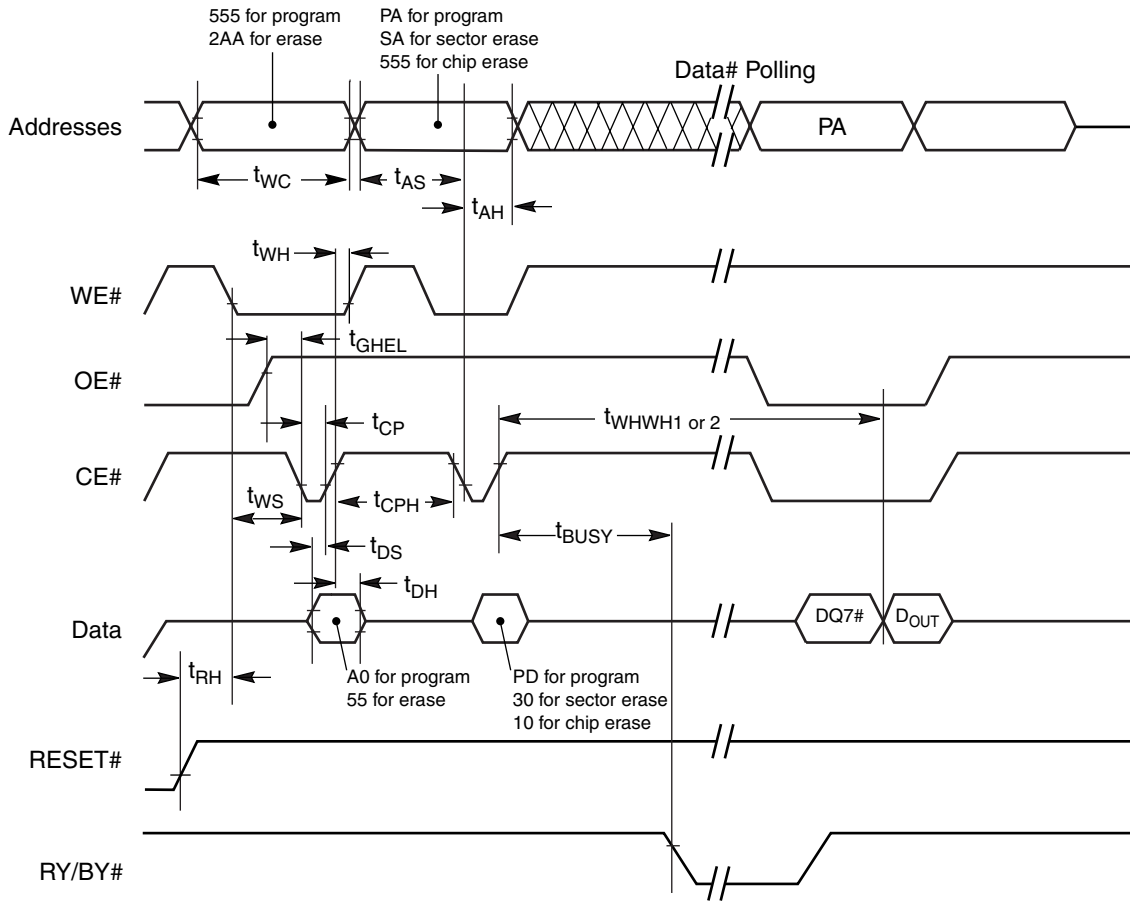 555 for program
2AA for erase
PA for program
SA for sector erase
555 for chip erase
Data# Polling
Addresses
PA
tWC
tAS
tAH
tWH
WE#
tGHEL
OE#
tWHWH1 or 2
tCP
CE#
tWS
tCPH
tBUSY
tDS
tDH
Data
DQ7#
DOUT
tRH
A0 for program
55 for erase
PD for program
30 for sector erase
10 for chip erase
RESET#
RY/BY#